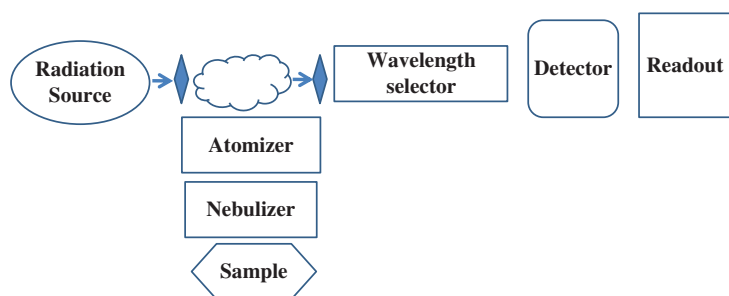 Radiation
Source
Wavelength
selector
Detector
Readout
Atomizer
Nebulizer
Sample